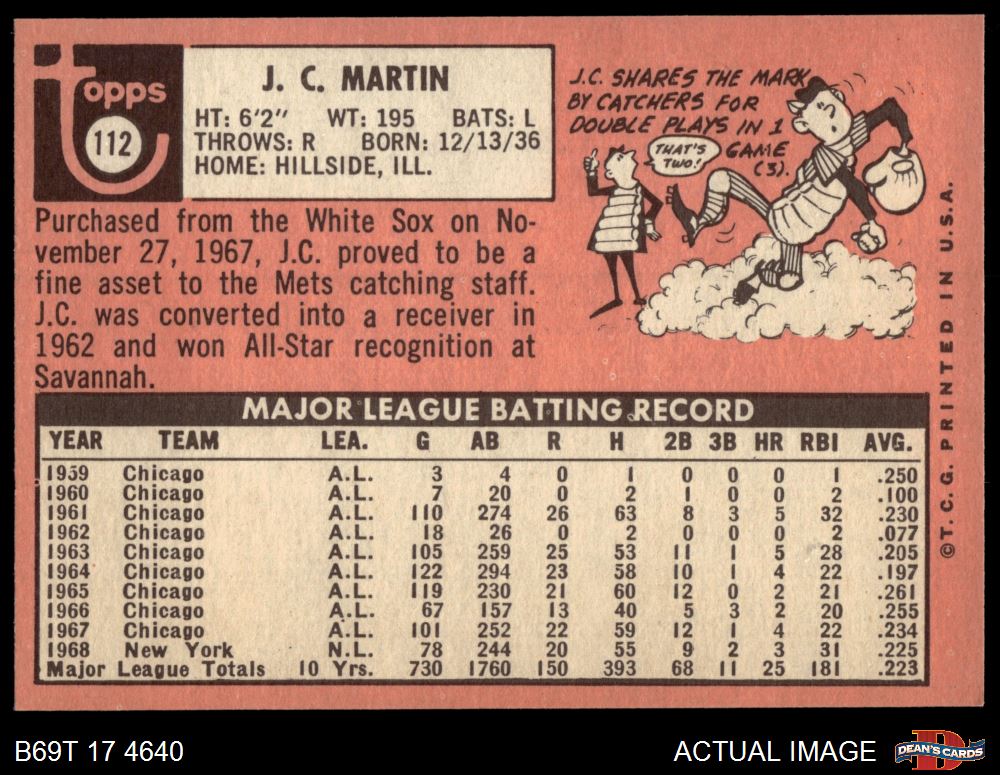 topps
112
J. C. MARTIN
HT: 6'2" WT: 195 BATS: L
THROWS: R BORN: 12/13/36
HOME: HILLSIDE, ILL.
Purchased from the White Sox on No-
vember 27, 1967, J.C. proved to be a
fine asset to the Mets catching staff.
J.C. was converted into a receiver in
1962 and won All-Star recognition at
Savannah.
J.C. SHARES THE MARK
BY CATCHERS FOR
DOUBLE PLAYS IN 1
GAME
(3).
THAT'S
TWO!
MAJOR LEAGUE BATTING RECORD
YEAR TEAM LEA. G AB R H 2B 3B HR RBI AVG.
1959 Chicago A.L. 3 4 0 1 0 0 0 1 .250
1960 Chicago A.L. 7 20 0 2 1 0 0 2 .100
1961 Chicago A.L. 110 274 26 63 8 3 5 32 .230
1962 Chicago A.L. 18 26 0 2 0 0 0 2 .077
1963 Chicago A.L. 105 259 25 53 11 1 5 28 .205
1964 Chicago A.L. 122 294 23 58 10 1 4 22 .197
1965 Chicago A.L. 119 230 21 60 12 0 2 21 .261
1966 Chicago A.L. 67 157 13 40 5 3 2 20 .255
1967 Chicago A.L. 101 252 22 59 12 1 4 22 .234
1968 New York N.L. 78 244 20 55 9 2 3 31 .225
Major League Totals 10 Yrs. 730 1760 150 393 68 11 25 181 .223
© T. C. G. PRINTED IN U.S.A.
B69T 17 4640
ACTUAL IMAGE
DEAN'S CARDS